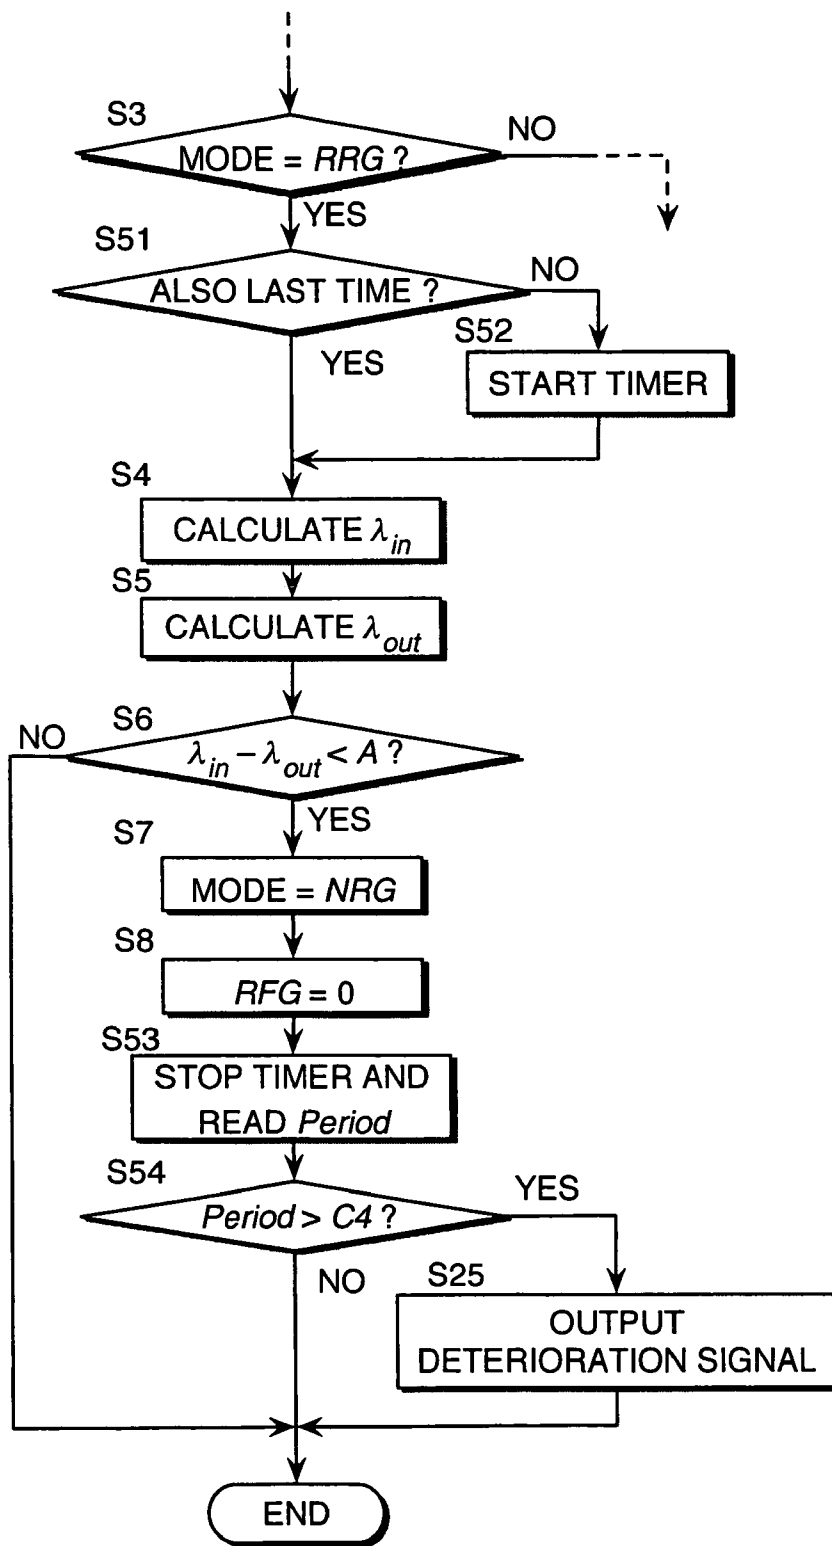 S3
NO
MODE = RRG ?
YES
S51
NO
ALSO LAST TIME ?
S52
YES
START TIMER
S4
CALCULATE λin
S5
CALCULATE λout
S6
NO
λin – λout < A ?
YES
S7
MODE = NRG
S8
RFG = 0
S53
STOP TIMER AND
READ Period
S54
YES
Period > C4 ?
NO
S25
OUTPUT
DETERIORATION SIGNAL
END